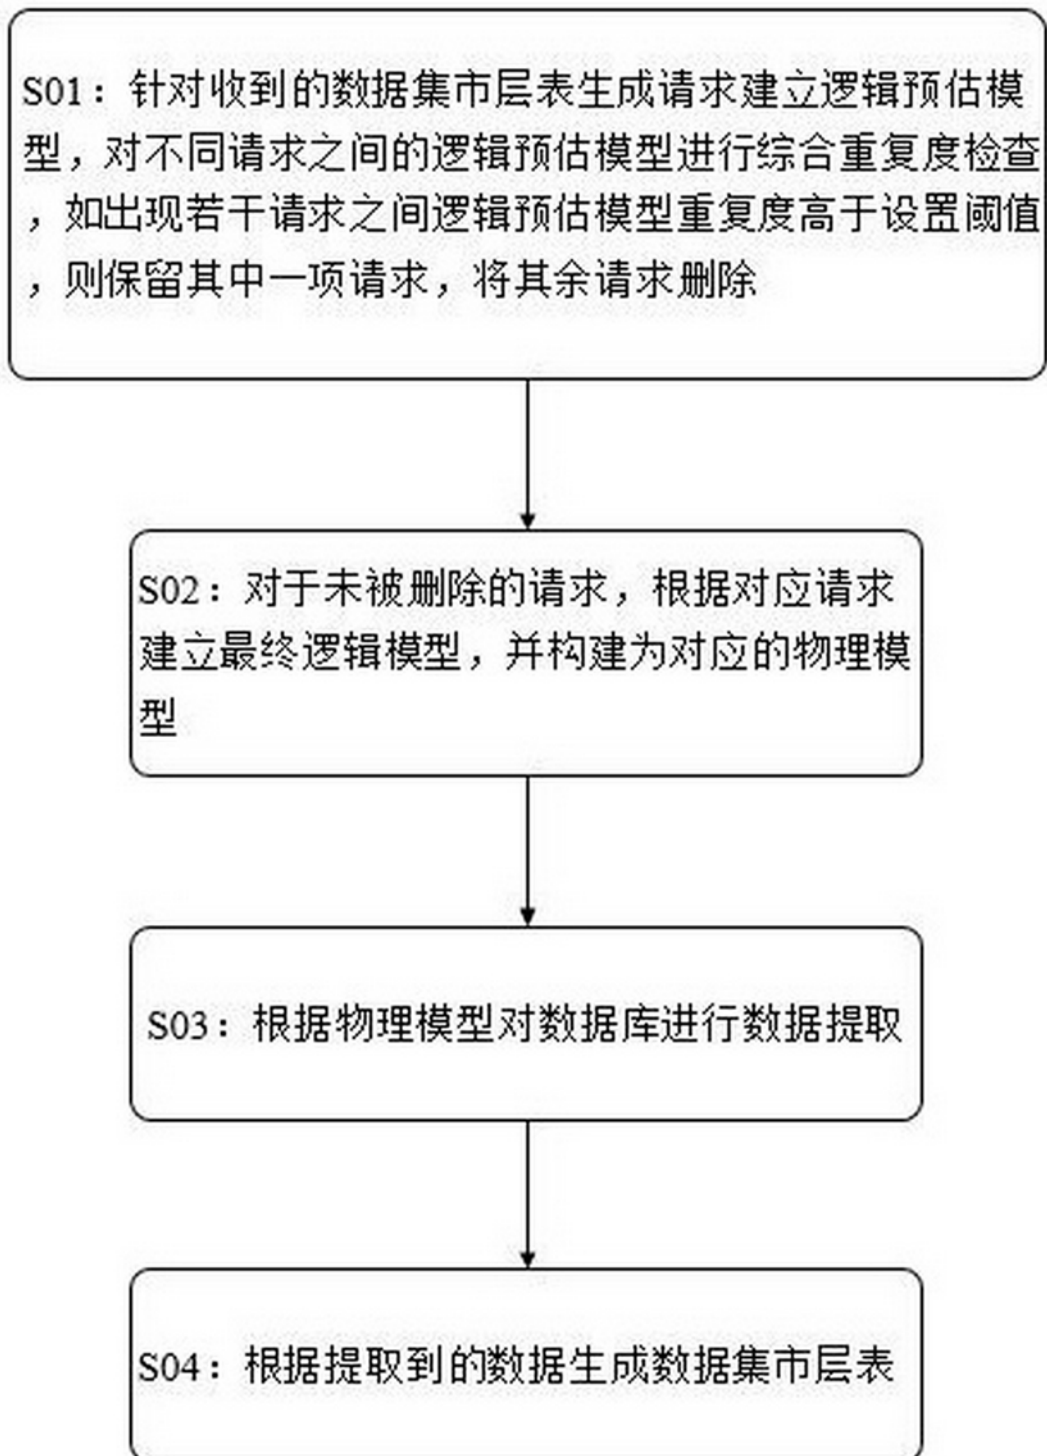 S01：针对收到的数据集市层表生成请求建立逻辑预估模
型，对不同请求之间的逻辑预估模型进行综合重复度检查
，如出现若干请求之间逻辑预估模型重复度高于设置阈值
，则保留其中一项请求，将其余请求删除
S02：对于未被删除的请求，根据对应请求
建立最终逻辑模型，并构建为对应的物理模
型
S03：根据物理模型对数据库进行数据提取
S04：根据提取到的数据生成数据集市层表